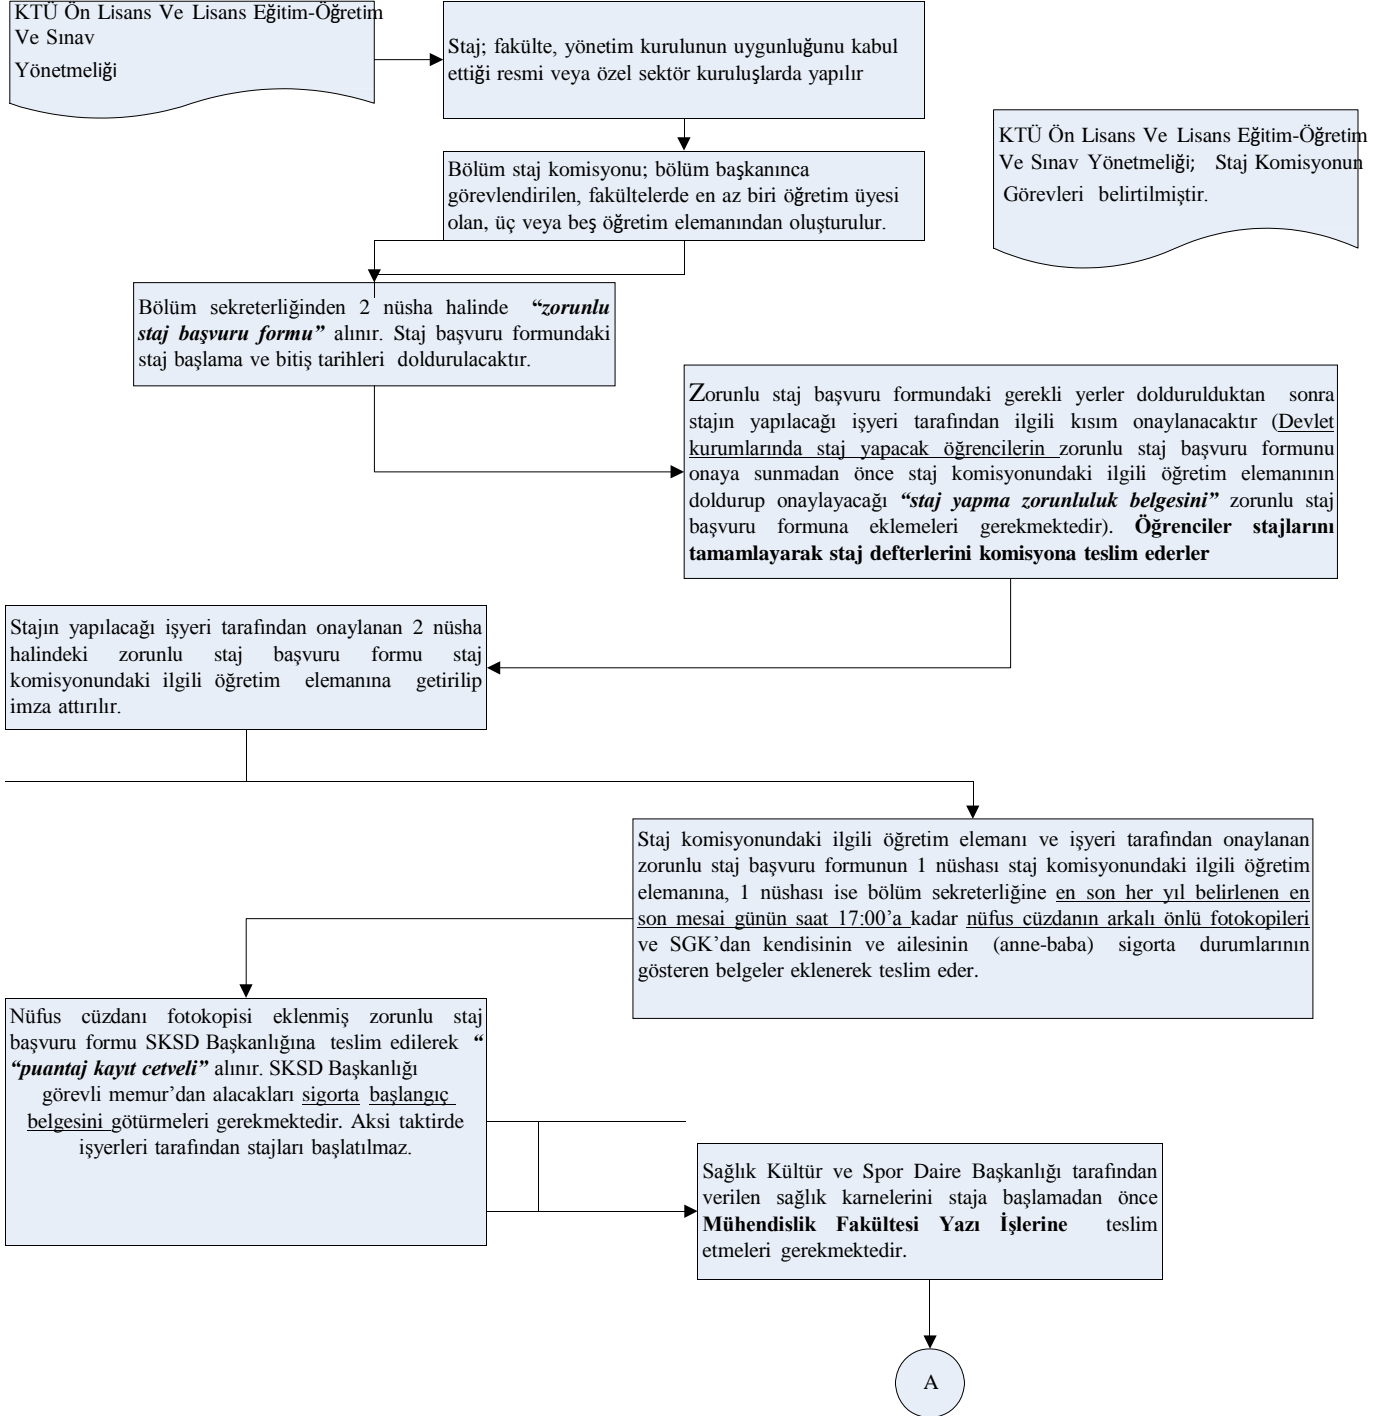 KTÜ Ön Lisans Ve Lisans Eğitim-Öğretim
Ve Sınav
Yönetmeliği
Staj; fakülte, yönetim kurulunun uygunluğunu kabul
ettiği resmi veya özel sektör kuruluşlarda yapılır
KTÜ Ön Lisans Ve Lisans Eğitim-Öğretim
Ve Sınav Yönetmeliği; Staj Komisyonun
Görevleri belirtilmiştir.
Bölüm staj komisyonu; bölüm başkanınca
görevlendirilen, fakültelerde en az biri öğretim üyesi
olan, üç veya beş öğretim elemanından oluşturulur.
Bölüm sekreterliğinden 2 nüsha halinde “zorunlu
staj başvuru formu” alınır. Staj başvuru formundaki
staj başlama ve bitiş tarihleri doldurulacaktır.
Zorunlu staj başvuru formundaki gerekli yerler doldurulduktan sonra
stajın yapılacağı işyeri tarafından ilgili kısım onaylanacaktır (Devlet
kurumlarında staj yapacak öğrencilerin zorunlu staj başvuru formunu
onaya sunmadan önce staj komisyonundaki ilgili öğretim elemanının
doldurup onaylayacağı “staj yapma zorunluluk belgesini” zorunlu staj
başvuru formuna eklemeleri gerekmektedir). Öğrenciler stajlarını
tamamlayarak staj defterlerini komisyona teslim ederler
Stajın yapılacağı işyeri tarafından onaylanan 2 nüsha
halindeki zorunlu staj başvuru formu staj
komisyonundaki ilgili öğretim elemanına getirilip
imza attırılır.
Staj komisyonundaki ilgili öğretim elemanı ve işyeri tarafından onaylanan
zorunlu staj başvuru formunun 1 nüshası staj komisyonundaki ilgili öğretim
elemanına, 1 nüshası ise bölüm sekreterliğine en son her yıl belirlenen en
son mesai günün saat 17:00’a kadar nüfus cüzdanın arkalı önlü fotokopileri
ve SGK’dan kendisinin ve ailesinin (anne-baba) sigorta durumlarının
gösteren belgeler eklenerek teslim eder.
Nüfus cüzdanı fotokopisi eklenmiş zorunlu staj
başvuru formu SKSD Başkanlığına teslim edilerek “
“puantaj kayıt cetveli” alınır. SKSD Başkanlığı
görevli memur’dan alacakları sigorta başlangıç
belgesini götürmeleri gerekmektedir. Aksi taktirde
işyerleri tarafından stajları başlatılmaz.
Sağlık Kültür ve Spor Daire Başkanlığı tarafından
verilen sağlık karnelerini staja başlamadan önce
Mühendislik Fakültesi Yazı İşlerine teslim
etmeleri gerekmektedir.
A